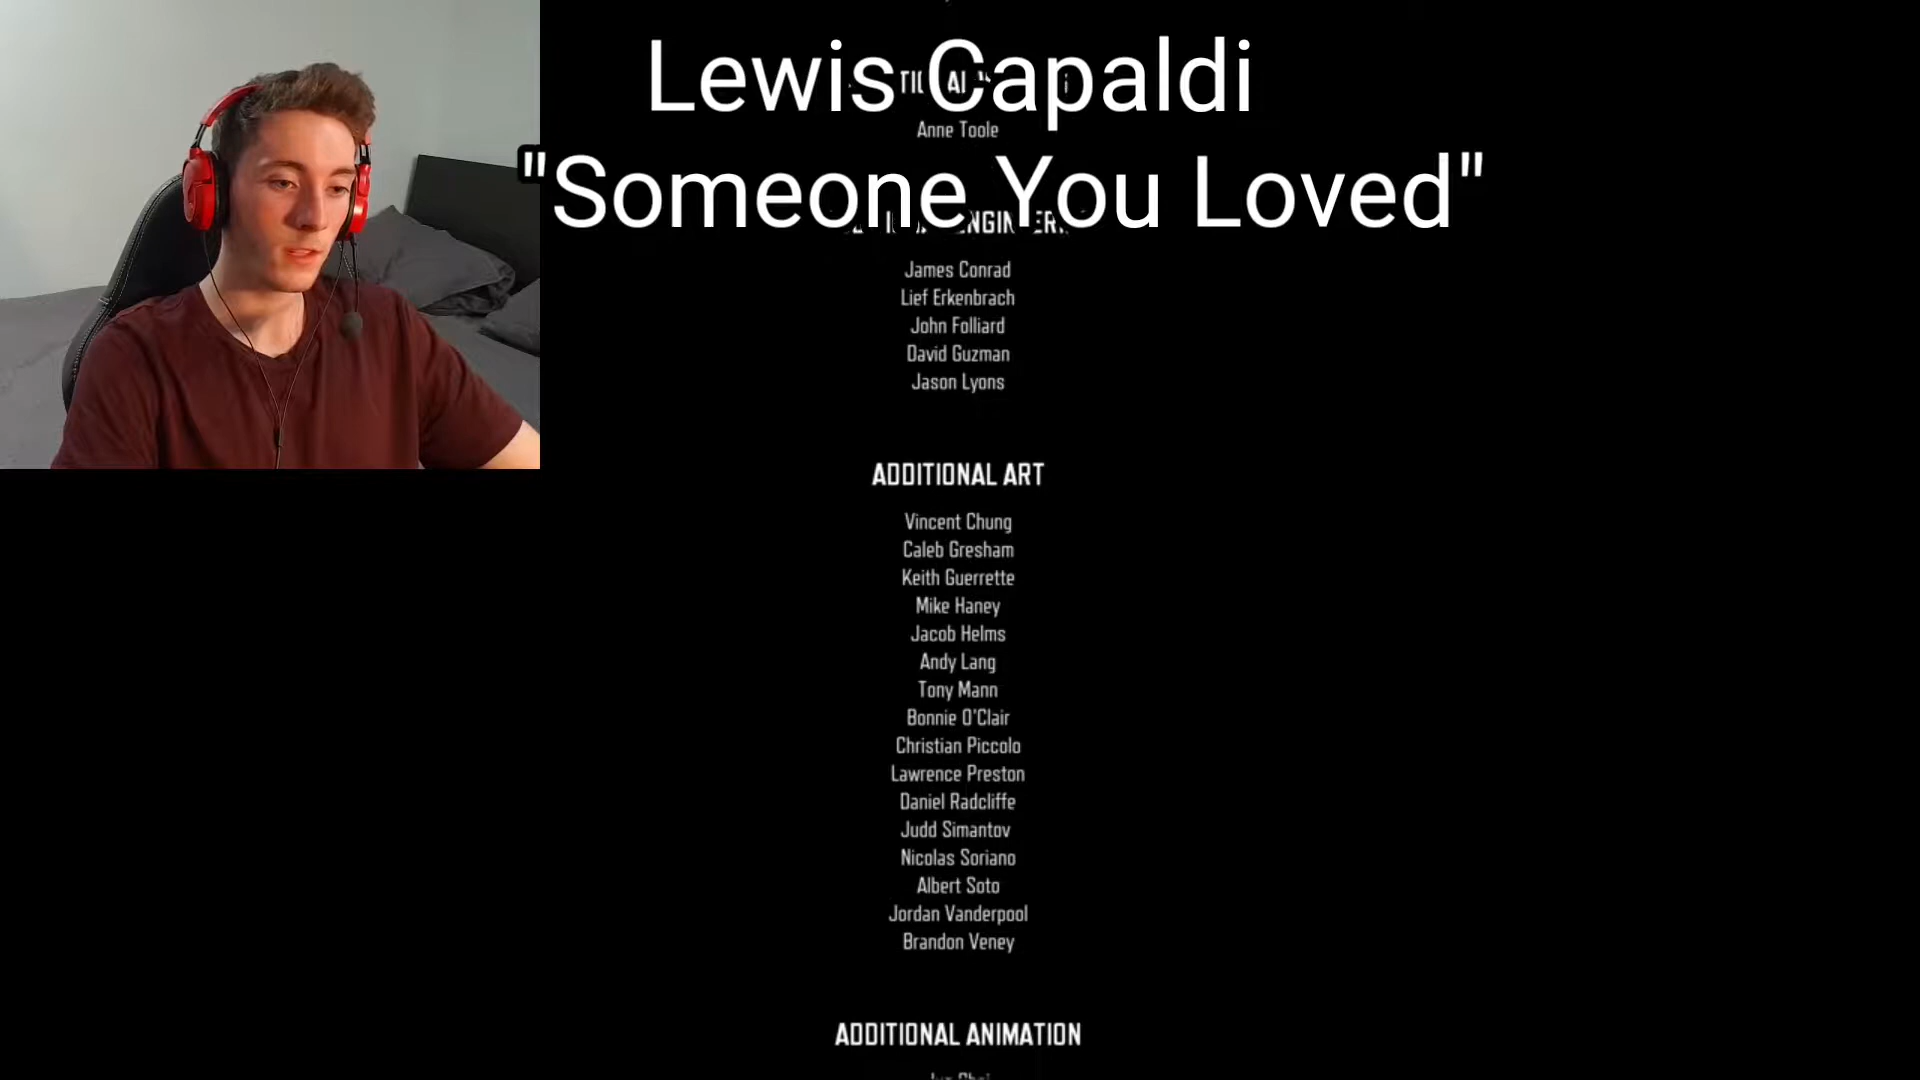 Lewis Capaldi
Anne Toole
"Someone You Loved"
James Conrad
Lief Erkenbrach
John Folliard
David Guzman
Jason Lyons
ADDITIONAL ART
Vincent Chung
Caleb Gresham
Keith Guerrette
Mike Haney
Jacob Helms
Andy Lang
Tony Mann
Bonnie O'Clair
Christian Piccolo
Lawrence Preston
Daniel Radcliffe
Judd Simantov
Nicolas Soriano
Albert Soto
Jordan Vanderpool
Brandon Veney
ADDITIONAL ANIMATION